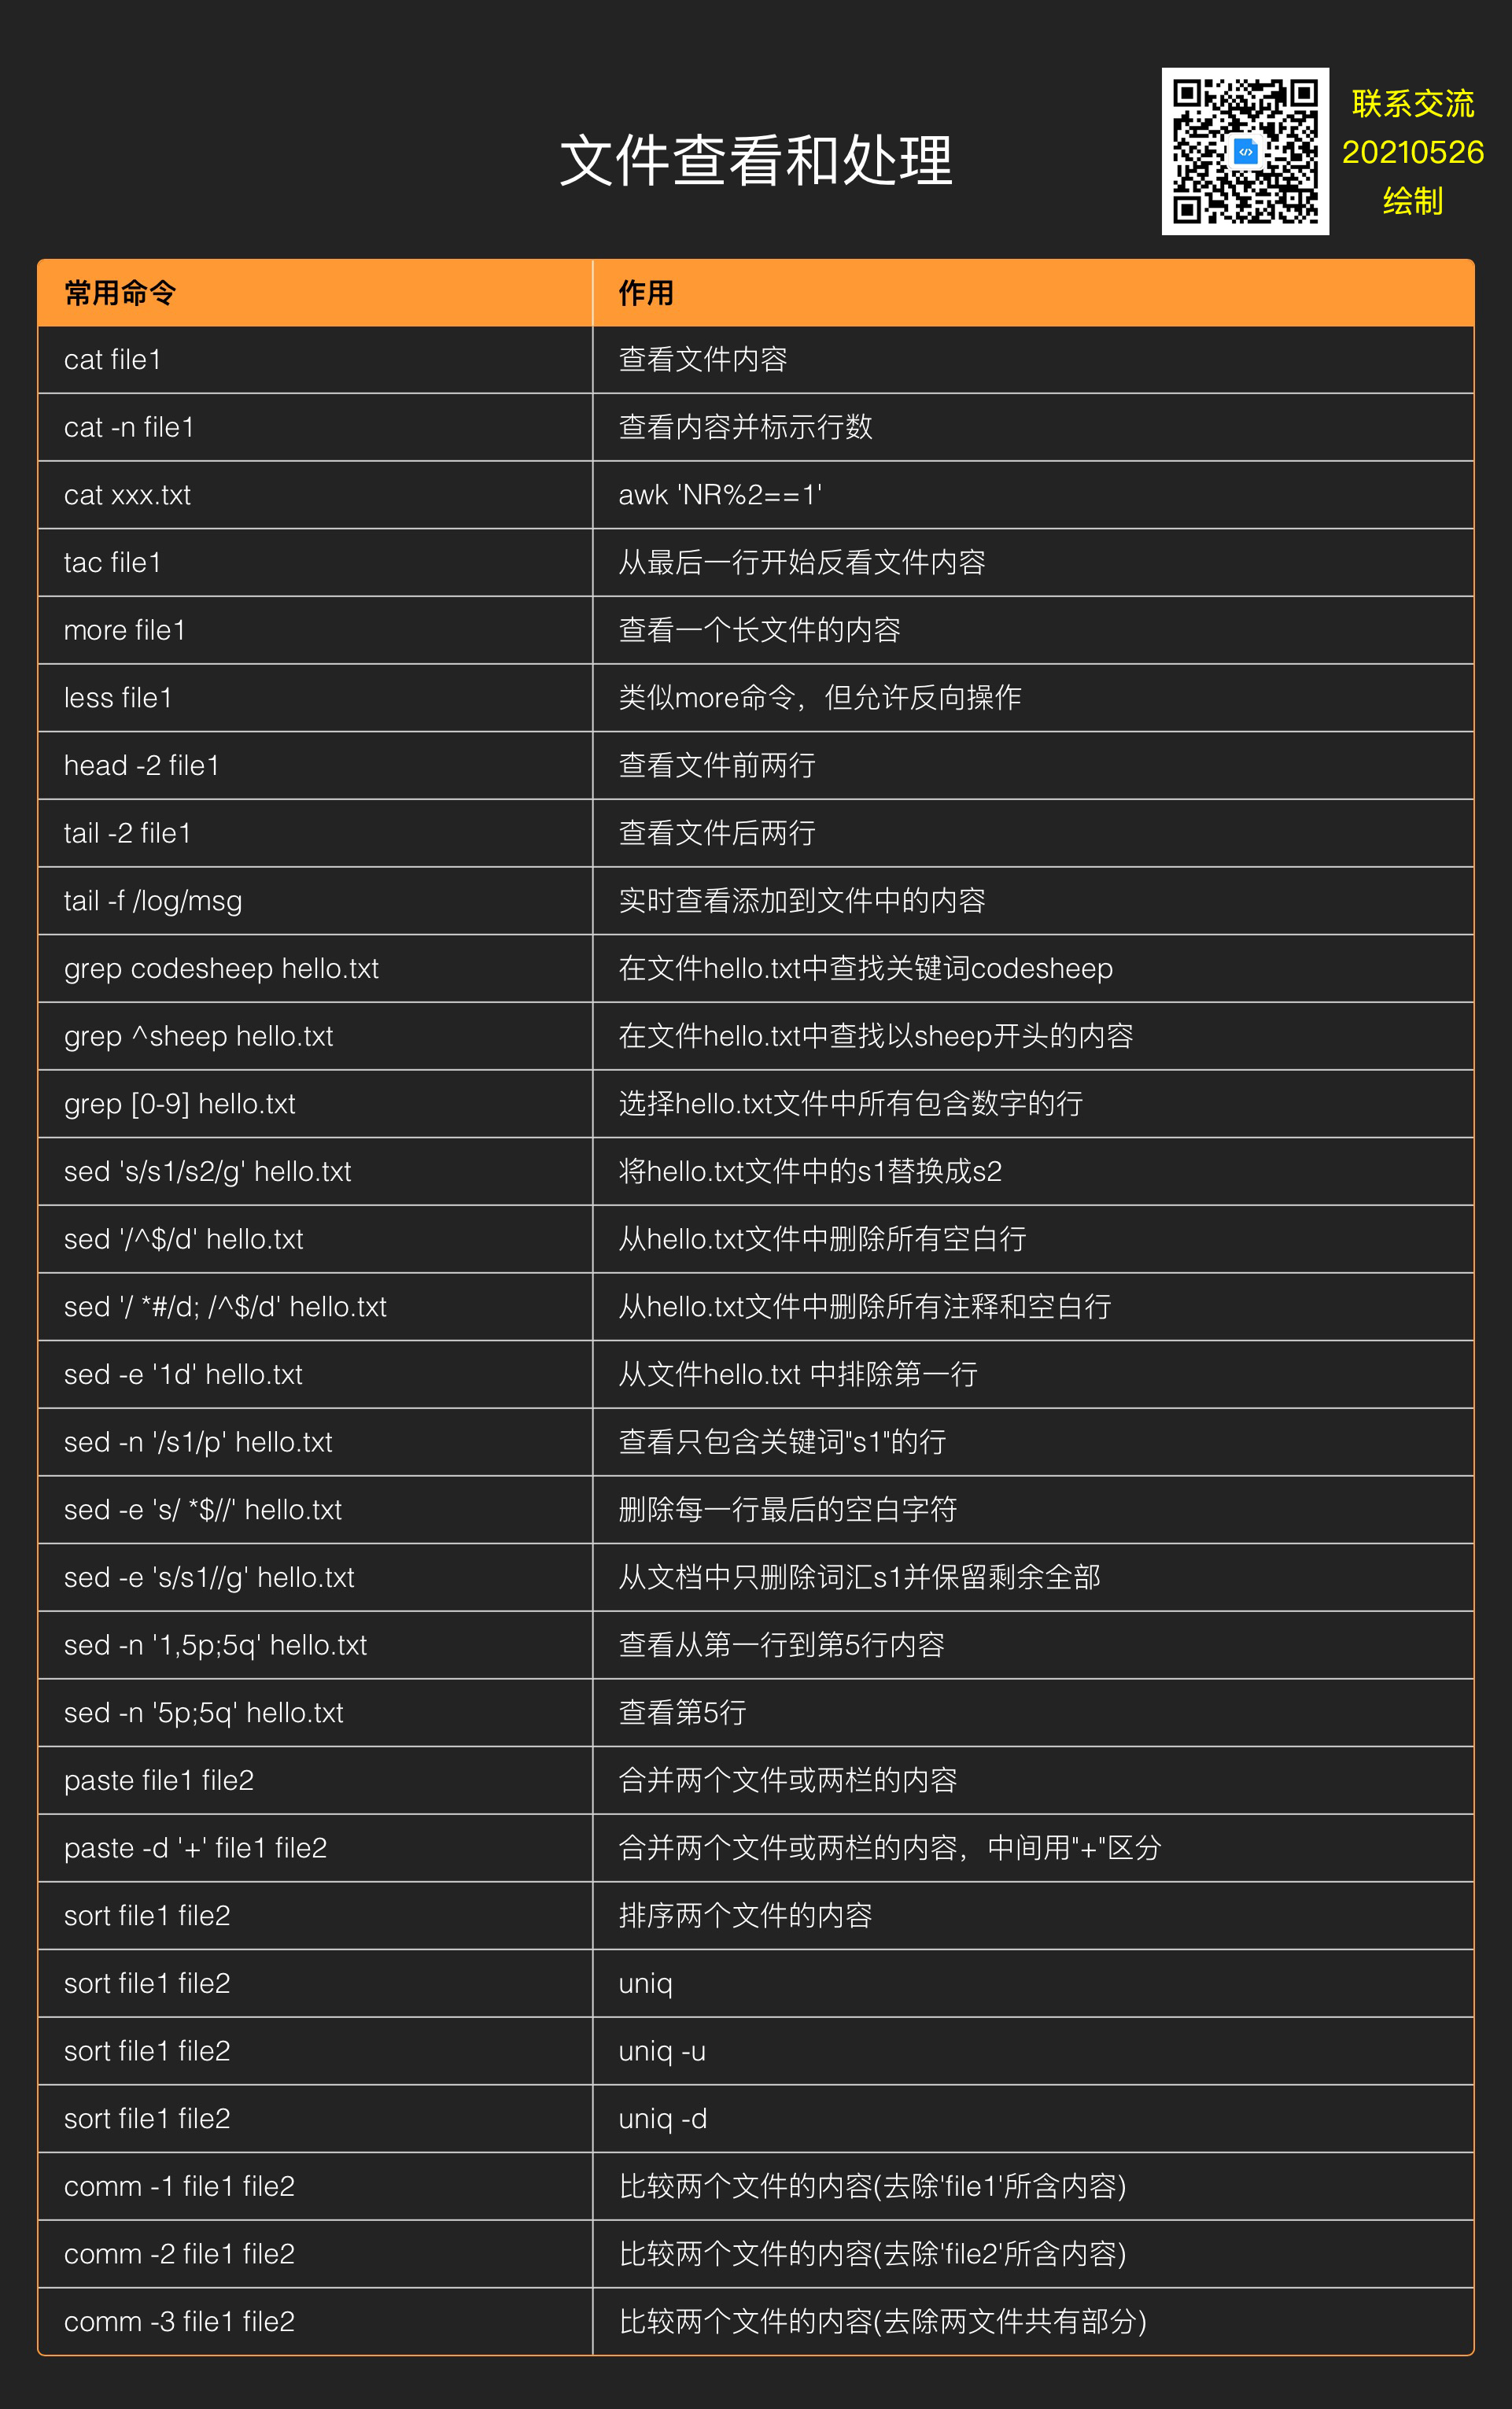 文件查看和处理
联系交流
20210526
绘制
常用命令 作用
cat file1 查看文件内容
cat -n file1 查看内容并标示行数
cat xxx.txt awk 'NR%2==1'
tac file1 从最后一行开始反看文件内容
more file1 查看一个长文件的内容
less file1 类似more命令，但允许反向操作
head -2 file1 查看文件前两行
tail -2 file1 查看文件后两行
tail -f /log/msg 实时查看添加到文件中的内容
grep codesheep hello.txt 在文件hello.txt中查找关键词codesheep
grep ^sheep hello.txt 在文件hello.txt中查找以sheep开头的内容
grep [0-9] hello.txt 选择hello.txt文件中所有包含数字的行
sed 's/s1/s2/g' hello.txt 将hello.txt文件中的s1替换成s2
sed '/^$/d' hello.txt 从hello.txt文件中删除所有空白行
sed '/ *#/d; /^$/d' hello.txt 从hello.txt文件中删除所有注释和空白行
sed -e '1d' hello.txt 从文件hello.txt 中排除第一行
sed -n '/s1/p' hello.txt 查看只包含关键词"s1"的行
sed -e 's/ *$//' hello.txt 删除每一行最后的空白字符
sed -e 's/s1//g' hello.txt 从文档中只删除词汇s1并保留剩余全部
sed -n '1,5p;5q' hello.txt 查看从第一行到第5行内容
sed -n '5p;5q' hello.txt 查看第5行
paste file1 file2 合并两个文件或两栏的内容
paste -d '+' file1 file2 合并两个文件或两栏的内容，中间用"+"区分
sort file1 file2 排序两个文件的内容
sort file1 file2 uniq
sort file1 file2 uniq -u
sort file1 file2 uniq -d
comm -1 file1 file2 比较两个文件的内容(去除'file1'所含内容)
comm -2 file1 file2 比较两个文件的内容(去除'file2'所含内容)
comm -3 file1 file2 比较两个文件的内容(去除两文件共有部分)